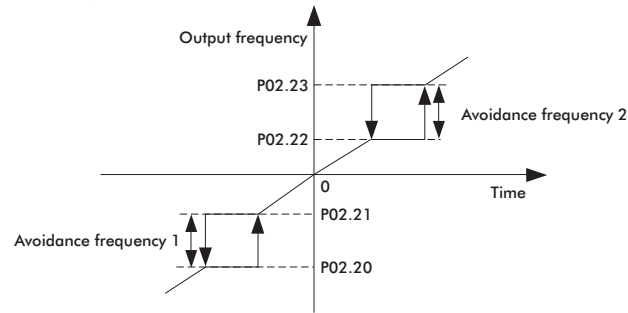 Output frequency
P02.23
Avoidance frequency 2
P02.22
0
Time
P02.21
Avoidance frequency 1
P02.20